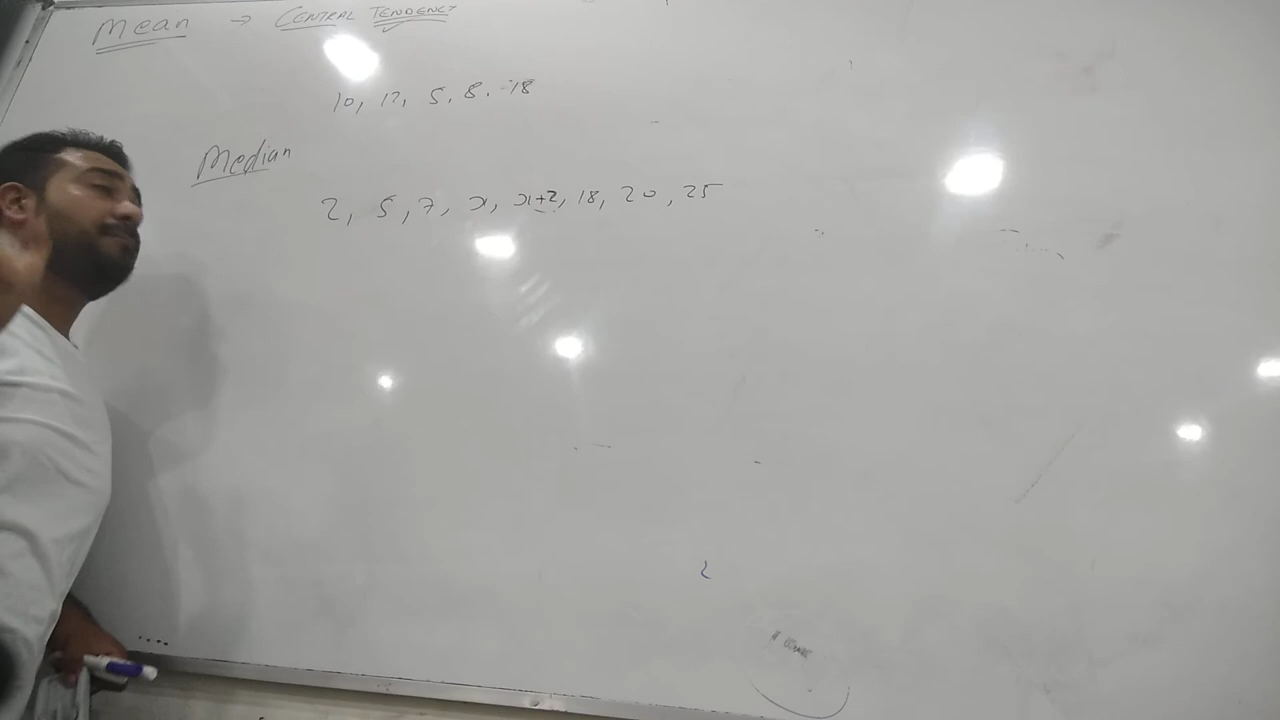 Mean → CENTRAL TENDENCY
10, 12, 5, 8, 18
Median
2, 5, 7, x, x+2, 18, 20, 25